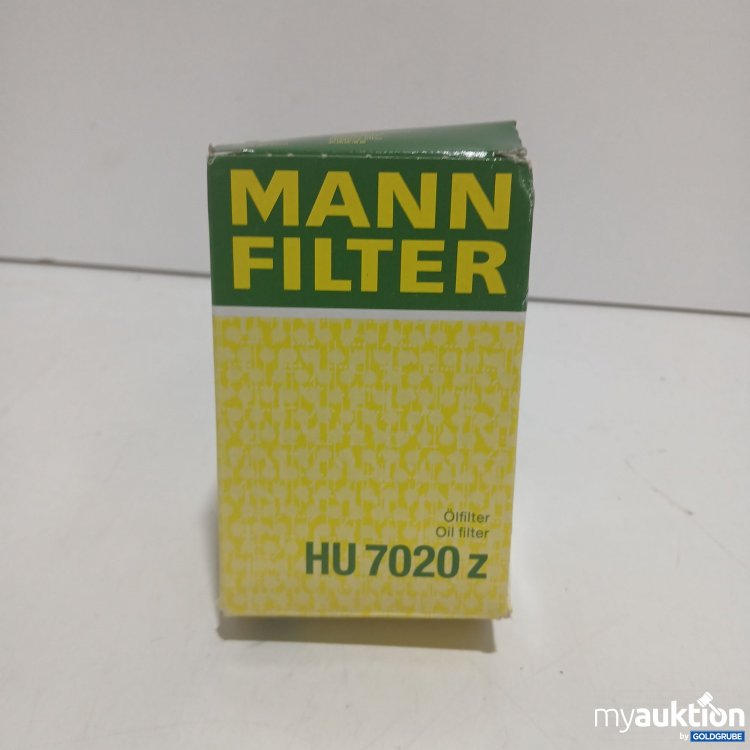 MANN
FILTER
Ölfilter
Oil filter
HU 7020 z
myauktion
by GOLDGRUBE